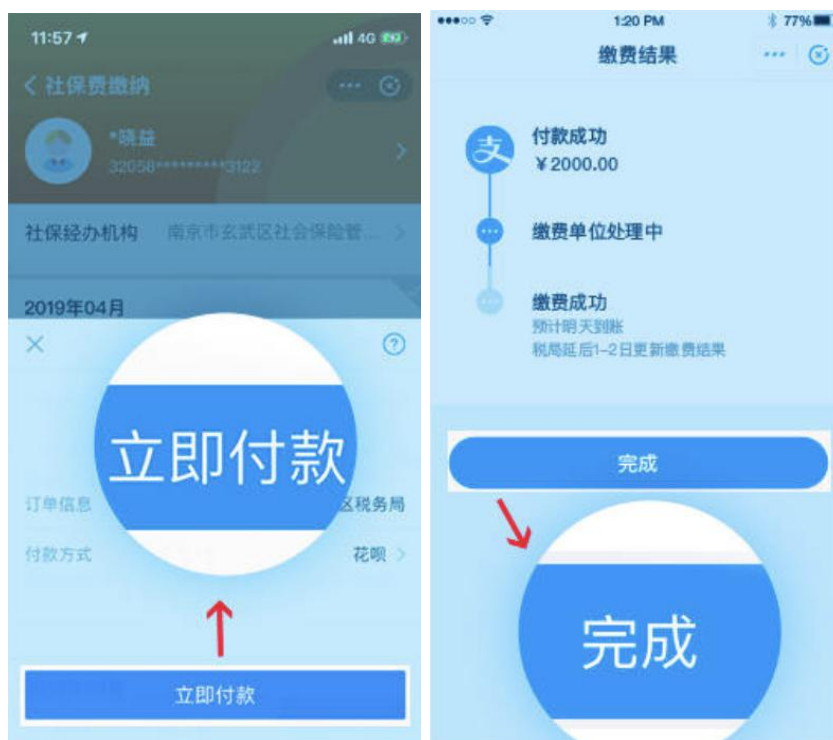 11:57
4G
社保费缴纳
*晓益
32058*********3122
社保经办机构 南京市玄武区社会保险管...
2019年04月
立即付款
订单信息 区税务局
付款方式 花呗
立即付款
1:20 PM 77%
缴费结果
支
付款成功
¥2000.00
缴费单位处理中
缴费成功
预计明天到账
税局延后1-2日更新缴费结果
完成
完成